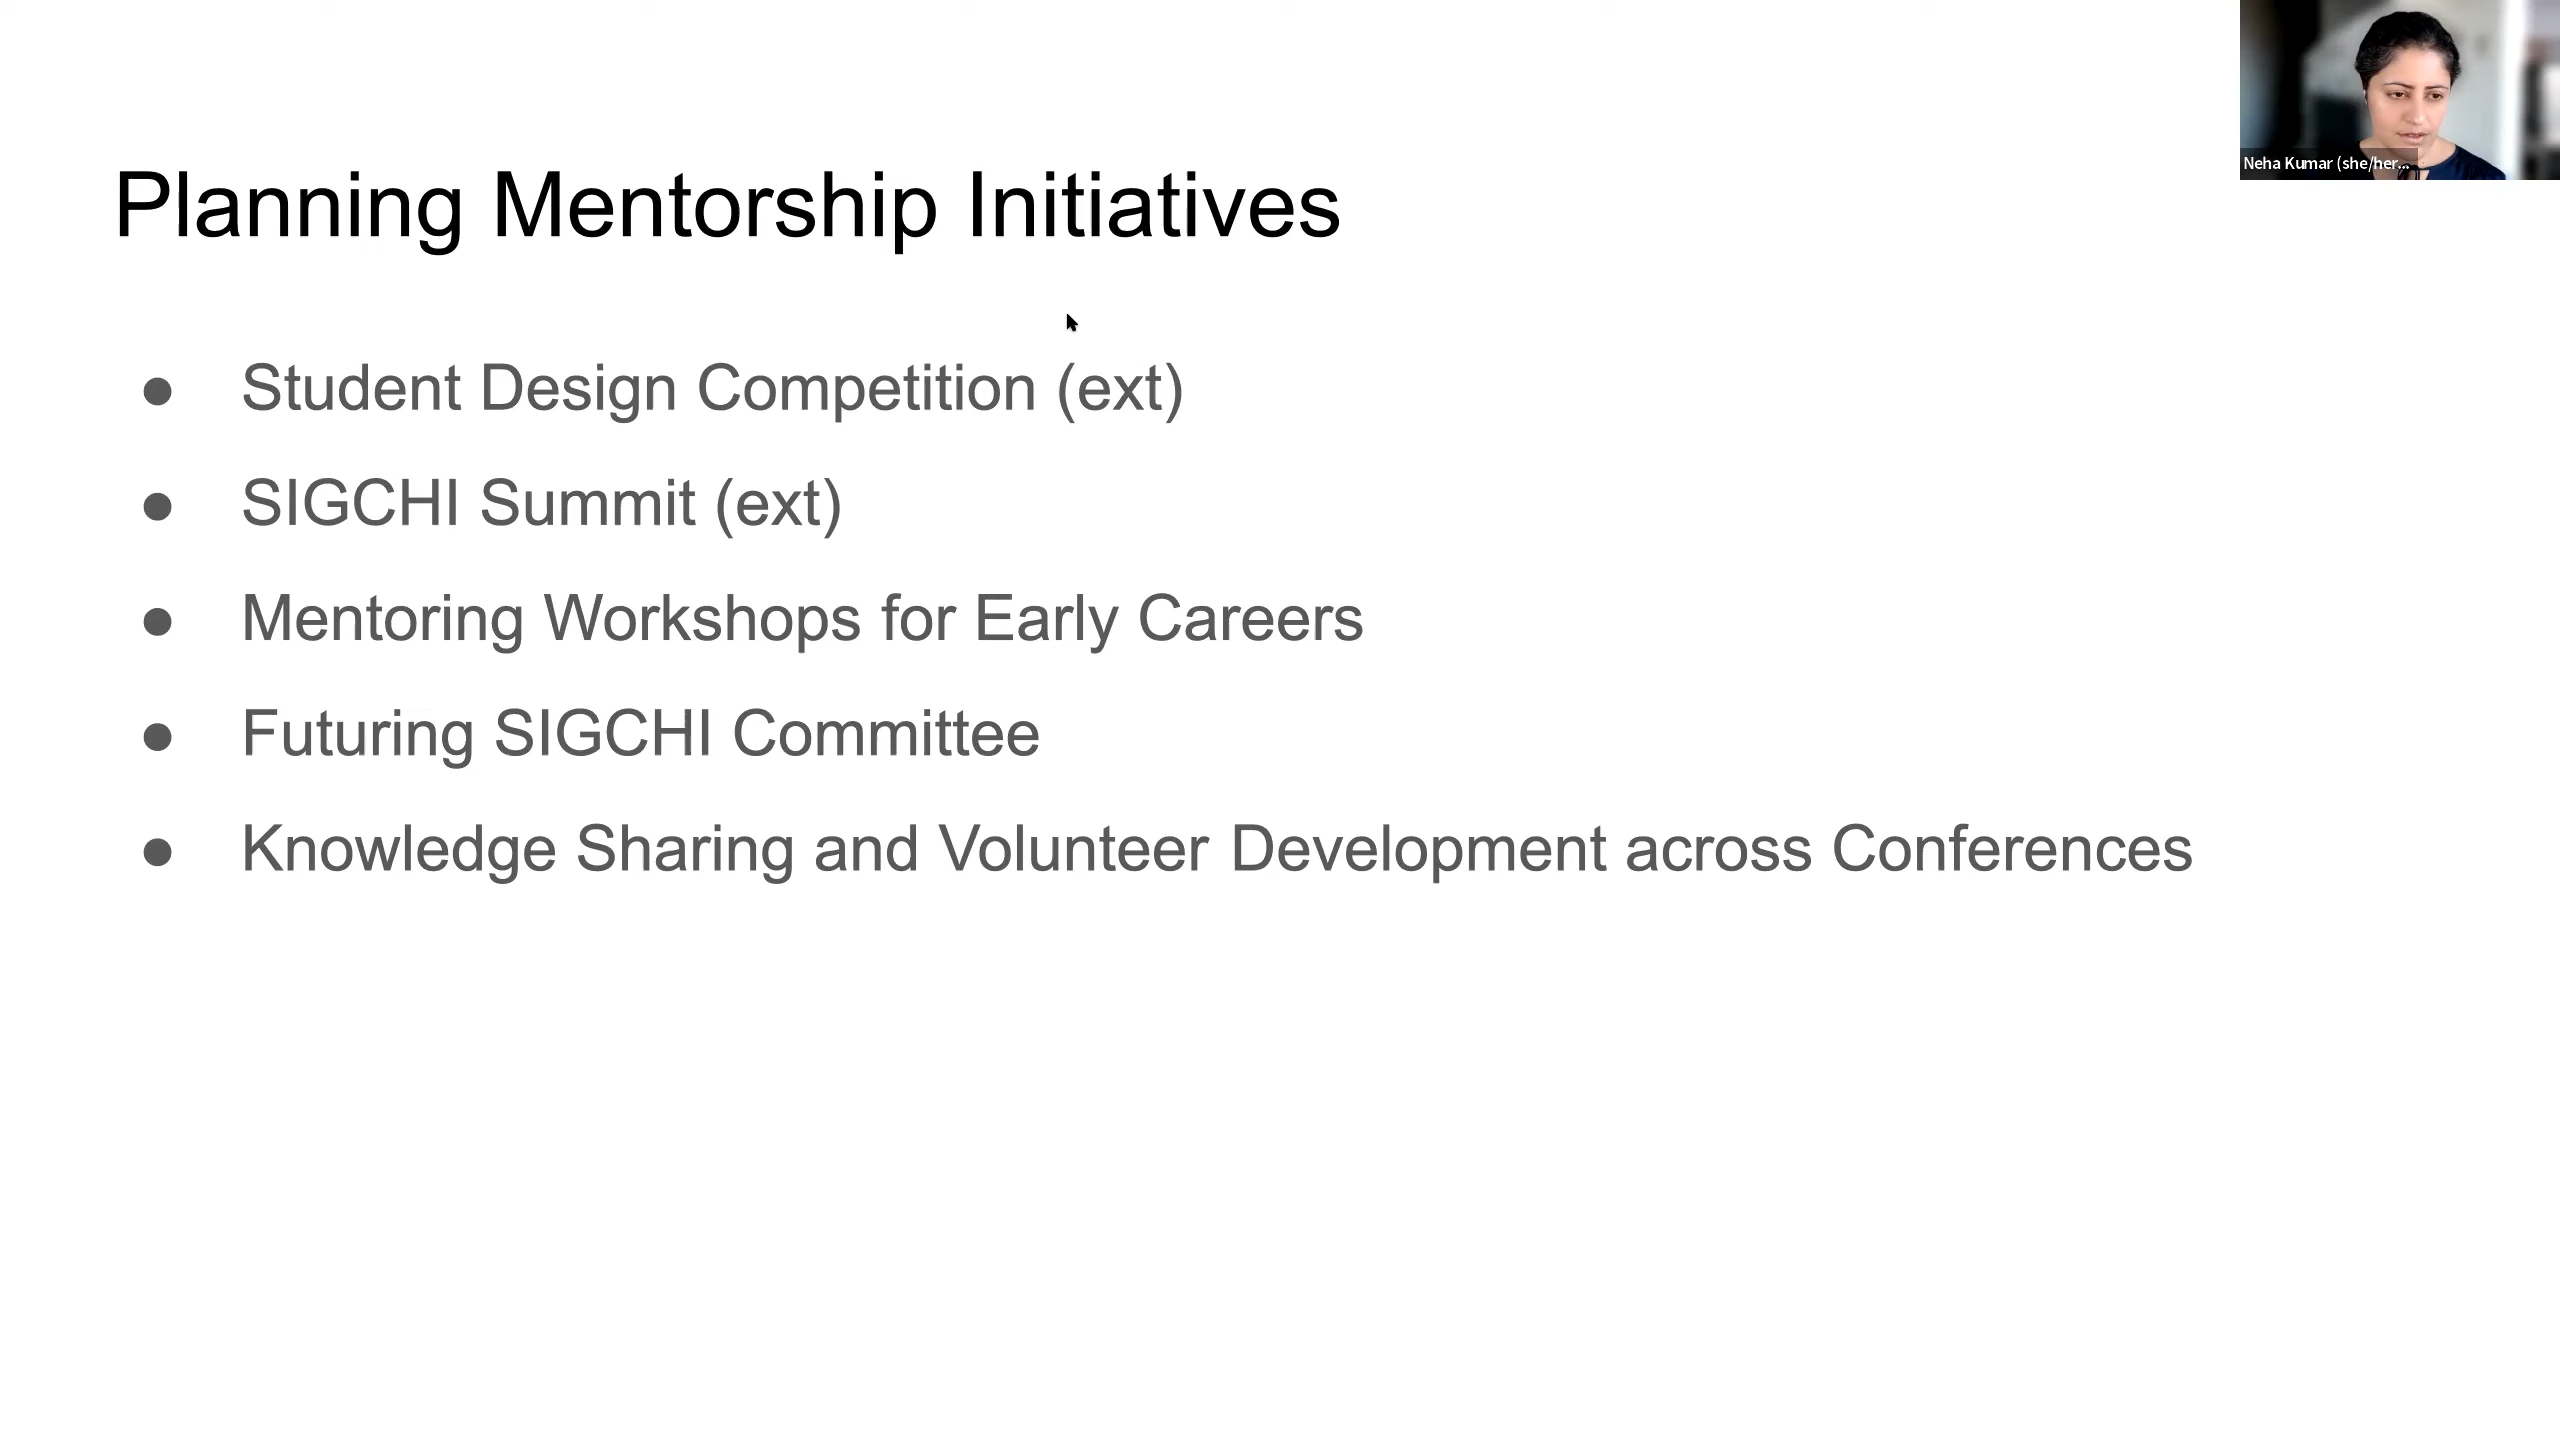 Neha Kumar (she/her...
Planning Mentorship Initiatives
● Student Design Competition (ext)
● SIGCHI Summit (ext)
● Mentoring Workshops for Early Careers
● Futuring SIGCHI Committee
● Knowledge Sharing and Volunteer Development across Conferences